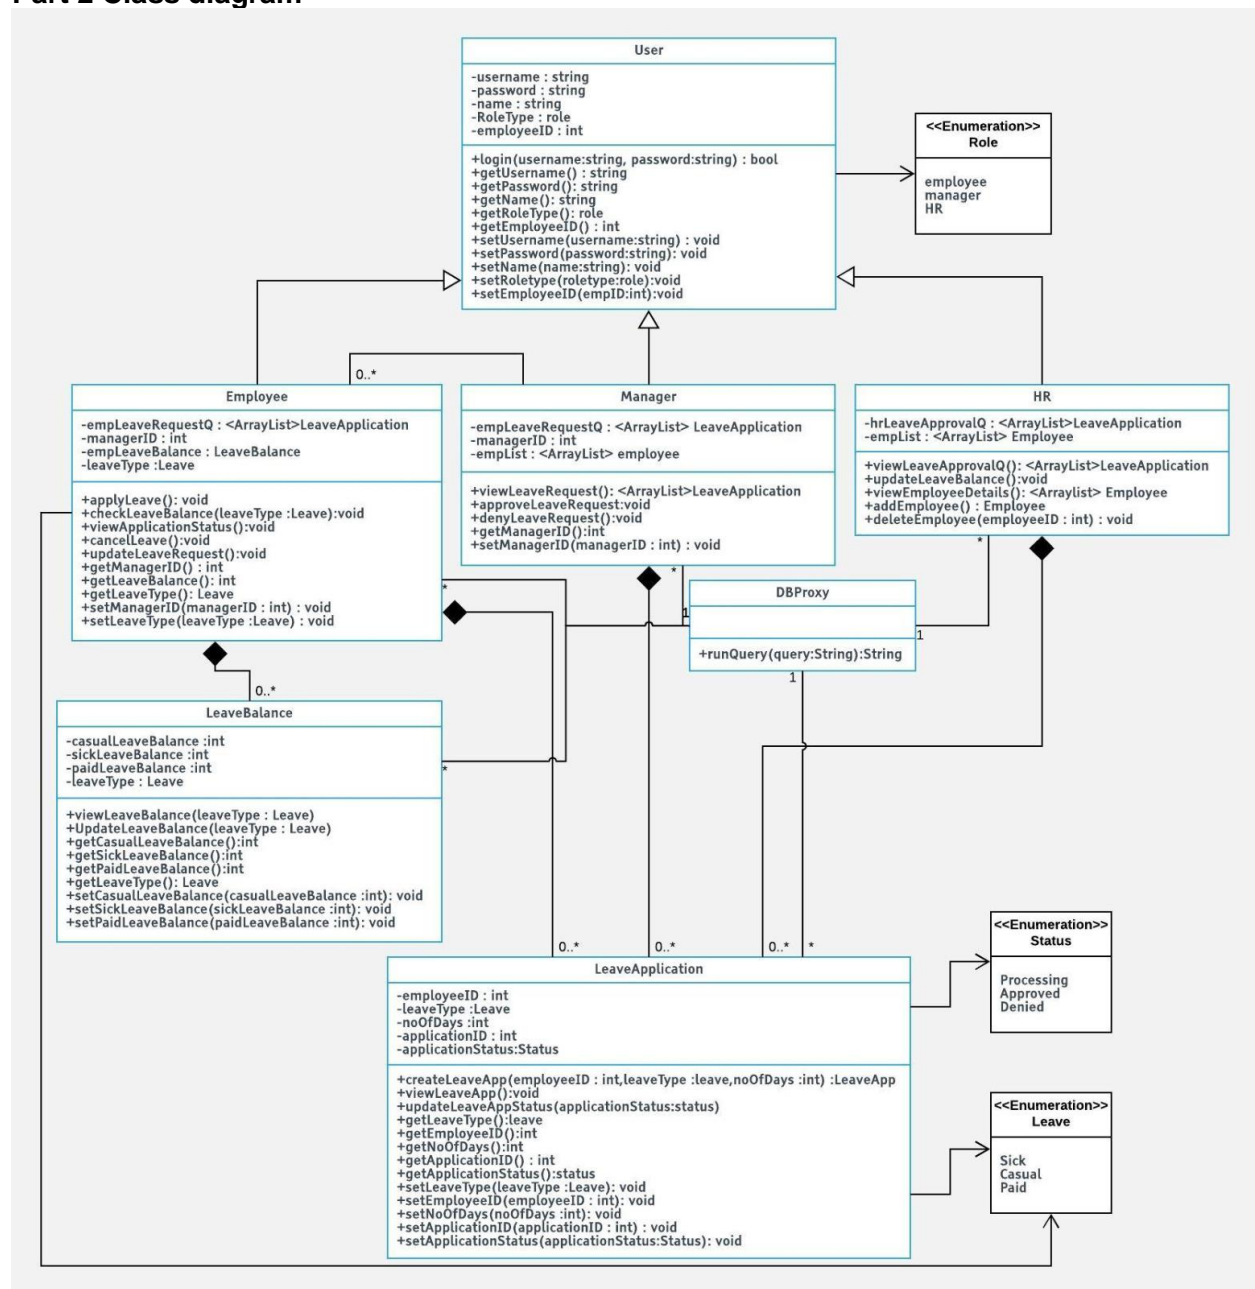 Part 2 Class diagram
User
-username : string
-password : string
-name : string
-RoleType : role
-employeeID : int
+login(username:string, password:string) : bool
+getUsername() : string
+getPassword(): string
+getName(): string
+getRoleType(): role
+getEmployeeID() : int
+setUsername(username:string) : void
+setPassword(password:string): void
+setName(name:string): void
+setRoletype(roletype:role):void
+setEmployeeID(empID:int):void
<<Enumeration>>
Role
employee
manager
HR
0..*
Employee
-empLeaveRequestQ : <ArrayList>LeaveApplication
-managerID : int
-empLeaveBalance : LeaveBalance
-leaveType :Leave
+applyLeave(): void
+checkLeaveBalance(leaveType :Leave):void
+viewApplicationStatus():void
+cancelLeave():void
+updateLeaveRequest():void
+getManagerID() : int
+getLeaveBalance(): int
+getLeaveType(): Leave
+setManagerID(managerID : int) : void
+setLeaveType(leaveType :Leave) : void
Manager
-empLeaveRequestQ : <ArrayList> LeaveApplication
-managerID : int
-empList : <ArrayList> employee
+viewLeaveRequest(): <ArrayList>LeaveApplication
+approveLeaveRequest:void
+denyLeaveRequest():void
+getManagerID():int
+setManagerID(managerID : int) : void
HR
-hrLeaveApprovalQ : <ArrayList>LeaveApplication
-empList : <ArrayList> Employee
+viewLeaveApprovalQ(): <ArrayList>LeaveApplication
+updateLeaveBalance():void
+viewEmployeeDetails(): <Arraylist> Employee
+addEmployee() : Employee
+deleteEmployee(employeeID : int) : void
*
*
*
DBProxy
+runQuery(query:String):String
1
1
1
0..*
LeaveBalance
-casualLeaveBalance :int
-sickLeaveBalance :int
-paidLeaveBalance :int
-leaveType : Leave
+viewLeaveBalance(leaveType : Leave)
+UpdateLeaveBalance(leaveType : Leave)
+getCasualLeaveBalance():int
+getSickLeaveBalance():int
+getPaidLeaveBalance():int
+getLeaveType(): Leave
+setCasualLeaveBalance(casualLeaveBalance :int): void
+setSickLeaveBalance(sickLeaveBalance :int): void
+setPaidLeaveBalance(paidLeaveBalance :int): void
*
0..*
0..*
0..*
*
LeaveApplication
-employeeID : int
-leaveType :Leave
-noOfDays :int
-applicationID : int
-applicationStatus:Status
+createLeaveApp(employeeID : int,leaveType :leave,noOfDays :int) :LeaveApp
+viewLeaveApp():void
+updateLeaveAppStatus(applicationStatus:status)
+getLeaveType():leave
+getEmployeeID():int
+getNoOfDays():int
+getApplicationID() : int
+getApplicationStatus():status
+setLeaveType(leaveType :Leave): void
+setEmployeeID(employeeID : int): void
+setNoOfDays(noOfDays :int): void
+setApplicationID(applicationID : int) : void
+setApplicationStatus(applicationStatus:Status): void
<<Enumeration>>
Status
Processing
Approved
Denied
<<Enumeration>>
Leave
Sick
Casual
Paid